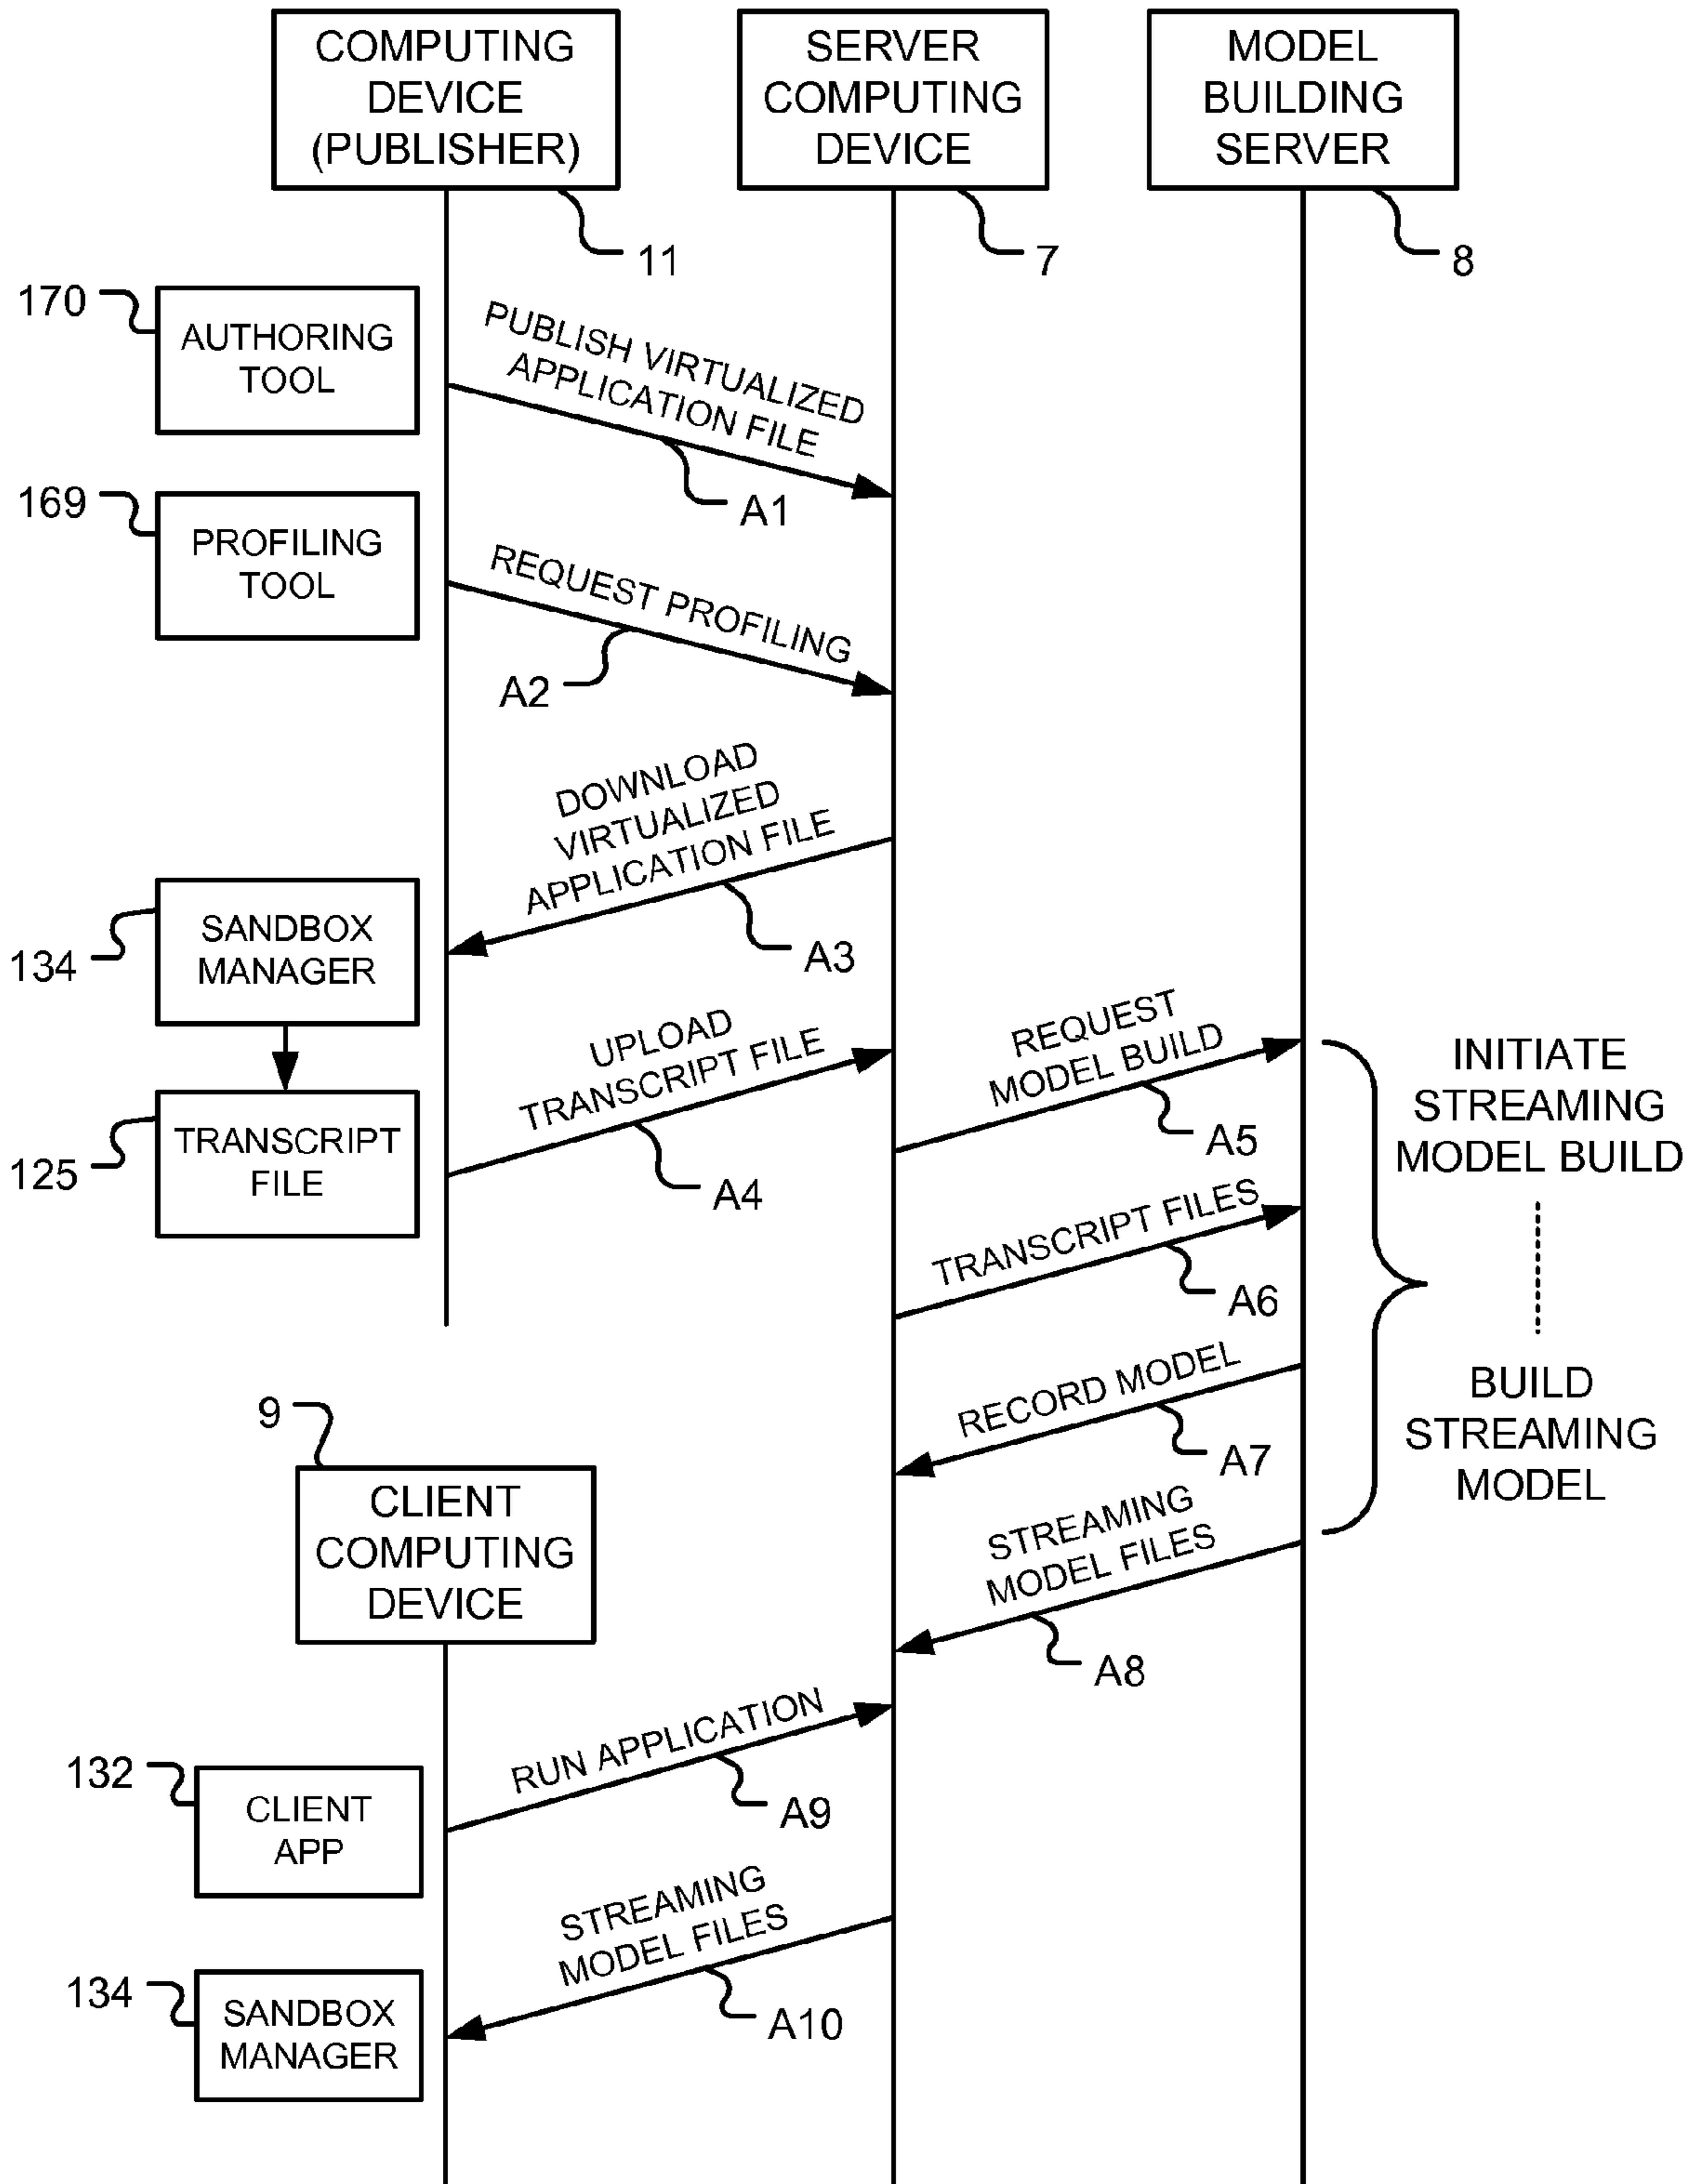 COMPUTING
DEVICE
(PUBLISHER)
SERVER
COMPUTING
DEVICE
MODEL
BUILDING
SERVER
11
7
8
170
AUTHORING
TOOL
PUBLISH VIRTUALIZED
APPLICATION FILE
A1
169
PROFILING
TOOL
REQUEST PROFILING
A2
DOWNLOAD
VIRTUALIZED
APPLICATION FILE
A3
134
SANDBOX
MANAGER
UPLOAD
TRANSCRIPT FILE
A4
125
TRANSCRIPT
FILE
REQUEST
MODEL BUILD
A5
INITIATE
STREAMING
MODEL BUILD
TRANSCRIPT FILES
A6
RECORD MODEL
A7
BUILD
STREAMING
MODEL
9
CLIENT
COMPUTING
DEVICE
STREAMING
MODEL FILES
A8
RUN APPLICATION
A9
132
CLIENT
APP
STREAMING
MODEL FILES
A10
134
SANDBOX
MANAGER